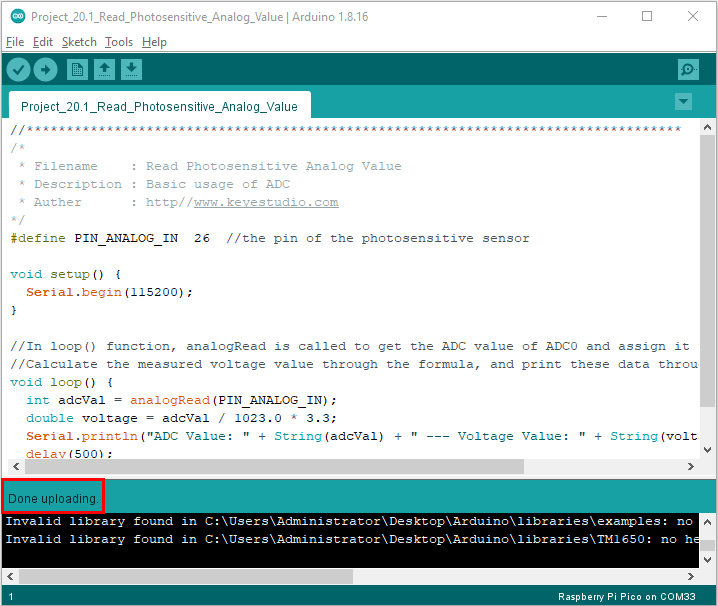 Project_20.1_Read_Photosensitive_Analog_Value | Arduino 1.8.16
File Edit Sketch Tools Help
Project_20.1_Read_Photosensitive_Analog_Value
//**********************************************************************************
/*
 * Filename    : Read Photosensitive Analog Value
 * Description : Basic usage of ADC
 * Auther      : http//www.keyestudio.com
*/
#define PIN_ANALOG_IN  26  //the pin of the photosensitive sensor
void setup() {
  Serial.begin(115200);
}
//In loop() function, analogRead is called to get the ADC value of ADC0 and assign it
//Calculate the measured voltage value through the formula, and print these data throu
void loop() {
  int adcVal = analogRead(PIN_ANALOG_IN);
  double voltage = adcVal / 1023.0 * 3.3;
  Serial.println("ADC Value: " + String(adcVal) + " --- Voltage Value: " + String(volt
  delay(500);
Done uploading.
Invalid library found in C:\Users\Administrator\Desktop\Arduino\libraries\examples: no
Invalid library found in C:\Users\Administrator\Desktop\Arduino\libraries\TM1650: no he
1
Raspberry Pi Pico on COM33